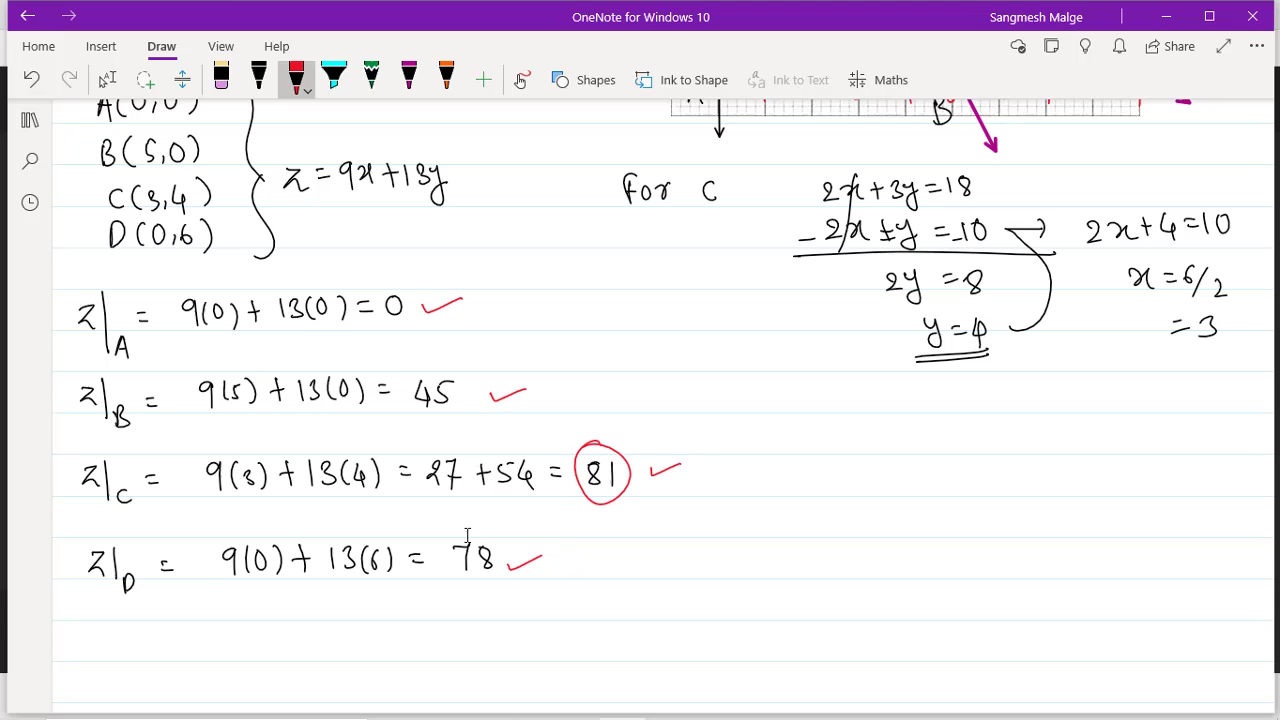 OneNote for Windows 10
Sangmesh Malge
Home Insert Draw View Help
Share
Shapes Ink to Shape Ink to Text Maths
A(0,0)
B(5,0)
C(3,4)
D(0,6)
z = 9x+13y
B
For C
2x+3y=18
- 2x ± y = -10
2y = 8
y = 4
2x+4=10
x = 6/2
= 3
z|A = 9(0) + 13(0) = 0
z|B = 9(5) + 13(0) = 45
z|C = 9(3) + 13(4) = 27 + 54 = 81
z|D = 9(0) + 13(6) = 78